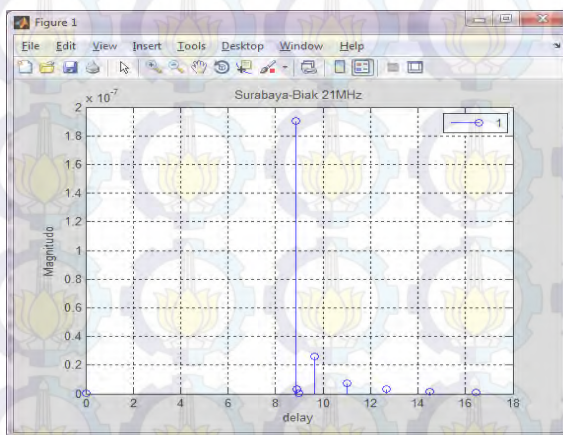 Figure 1
File Edit View Insert Tools Desktop Window Help
Surabaya-Biak 21MHz
x 10^-7
2
1.8
1.6
1.4
1.2
1
0.8
0.6
0.4
0.2
0
Magnitudo
1
0 2 4 6 8 10 12 14 16 18
delay